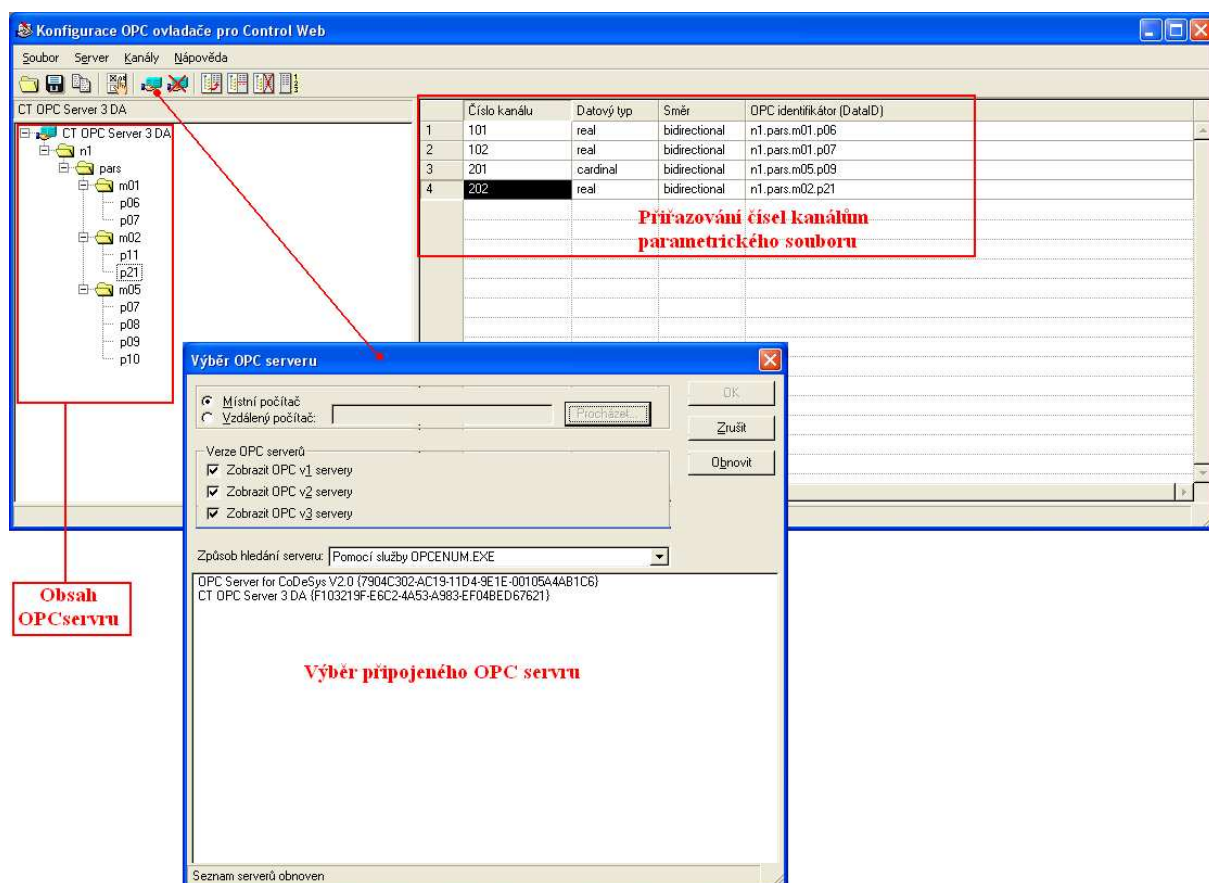 Konfigurace OPC ovladače pro Control Web
Soubor Server Kanály Nápověda
CT OPC Server 3 DA
CT OPC Server 3 DA
n1
pars
m01
p06
p07
m02
p11
p21
m05
p07
p08
p09
p10
Číslo kanálu Datový typ Směr OPC identifikátor (DataID)
1 101 real bidirectional n1.pars.m01.p06
2 102 real bidirectional n1.pars.m01.p07
3 201 cardinal bidirectional n1.pars.m05.p09
4 202 real bidirectional n1.pars.m02.p21
Přiřazování čísel kanálům
parametrického souboru
Obsah
OPCservru
Výběr OPC serveru
Místní počítač
Vzdálený počítač:
Procházet...
OK
Zrušit
Obnovit
Verze OPC serverů
Zobrazit OPC v1 servery
Zobrazit OPC v2 servery
Zobrazit OPC v3 servery
Způsob hledání serveru: Pomocí služby OPCENUM.EXE
OPC Server for CoDeSys V2.0 {7904C302-AC19-11D4-9E1E-00105A4AB1C6}
CT OPC Server 3 DA {F103219F-E6C2-4A53-A983-EF04BED67621}
Výběr připojeného OPC servru
Seznam serverů obnoven